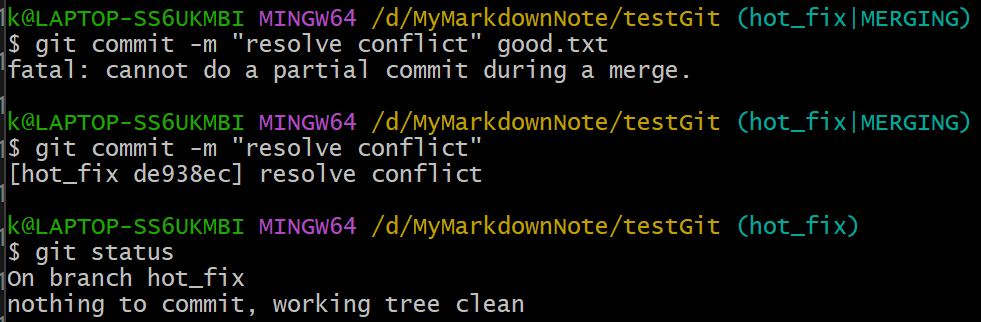 k@LAPTOP-SS6UKMBI MINGW64 /d/MyMarkdownNote/testGit (hot_fix|MERGING)
$ git commit -m "resolve conflict" good.txt
fatal: cannot do a partial commit during a merge.
k@LAPTOP-SS6UKMBI MINGW64 /d/MyMarkdownNote/testGit (hot_fix|MERGING)
$ git commit -m "resolve conflict"
[hot_fix de938ec] resolve conflict
k@LAPTOP-SS6UKMBI MINGW64 /d/MyMarkdownNote/testGit (hot_fix)
$ git status
On branch hot_fix
nothing to commit, working tree clean